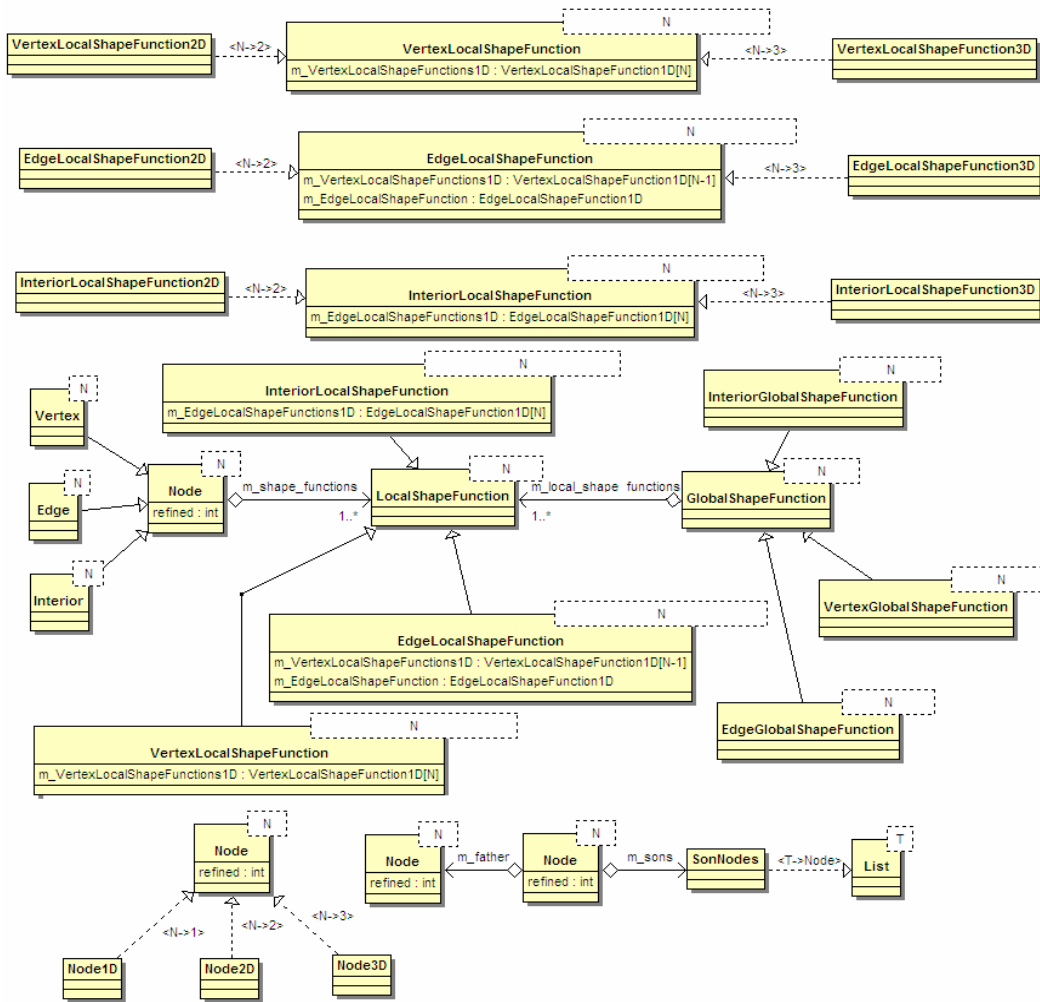 N
VertexLocalShapeFunction2D
<N->2>
VertexLocalShapeFunction
m_VertexLocalShapeFunctions1D : VertexLocalShapeFunction1D[N]
<N->3>
VertexLocalShapeFunction3D
N
EdgeLocalShapeFunction2D
<N->2>
EdgeLocalShapeFunction
m_VertexLocalShapeFunctions1D : VertexLocalShapeFunction1D[N-1]
m_EdgeLocalShapeFunction : EdgeLocalShapeFunction1D
<N->3>
EdgeLocalShapeFunction3D
N
InteriorLocalShapeFunction2D
<N->2>
InteriorLocalShapeFunction
m_EdgeLocalShapeFunctions1D : EdgeLocalShapeFunction1D[N]
<N->3>
InteriorLocalShapeFunction3D
N
InteriorLocalShapeFunction
m_EdgeLocalShapeFunctions1D : EdgeLocalShapeFunction1D[N]
N
InteriorGlobalShapeFunction
N
Vertex
N
Node
refined : int
m_shape_functions
1..*
N
LocalShapeFunction
m_local_shape functions
1..*
N
GlobalShapeFunction
N
Edge
N
Interior
N
VertexGlobalShapeFunction
N
EdgeLocalShapeFunction
m_VertexLocalShapeFunctions1D : VertexLocalShapeFunction1D[N-1]
m_EdgeLocalShapeFunction : EdgeLocalShapeFunction1D
N
EdgeGlobalShapeFunction
N
VertexLocalShapeFunction
m_VertexLocalShapeFunctions1D : VertexLocalShapeFunction1D[N]
N
Node
refined : int
<N->1>
<N->2>
<N->3>
Node1D
Node2D
Node3D
N
Node
refined : int
m_father
N
Node
refined : int
m_sons
SonNodes
<T->Node>
T
List